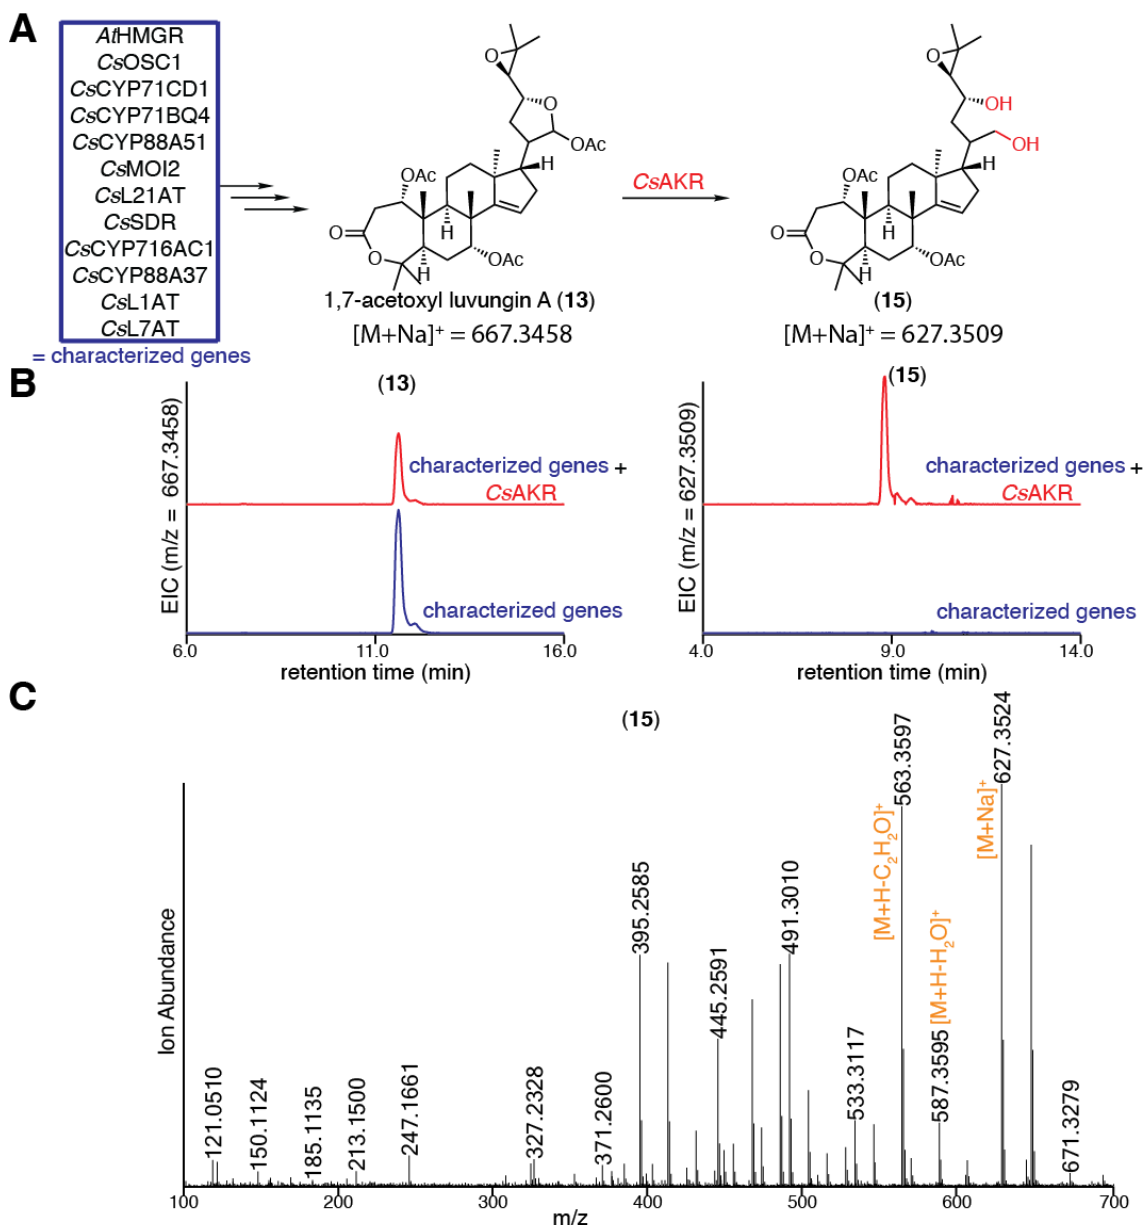 A
AtHMGR
CsOSC1
CsCYP71CD1
CsCYP71BQ4
CsCYP88A51
CsMOI2
CsL21AT
CsSDR
CsCYP716AC1
CsCYP88A37
CsL1AT
CsL7AT
= characterized genes
O
O
OAc
OAc
H
H
H
O
O
OAc
1,7-acetoxyl luvungin A (13)
[M+Na]⁺ = 667.3458
CsAKR
O
OH
OH
OAc
H
H
H
O
O
OAc
(15)
[M+Na]⁺ = 627.3509
B
(13)
EIC (m/z = 667.3458)
characterized genes +
CsAKR
characterized genes
6.0 11.0 16.0
retention time (min)
(15)
EIC (m/z = 627.3509)
characterized genes +
CsAKR
characterized genes
4.0 9.0 14.0
retention time (min)
C
(15)
Ion Abundance
121.0510
150.1124
185.1135
213.1500
247.1661
327.2328
371.2600
395.2585
445.2591
491.3010
533.3117
[M+H-C₂H₂O]⁺
563.3597
587.3595 [M+H-H₂O]⁺
[M+Na]⁺
627.3524
671.3279
100 200 300 400 500 600 700
m/z